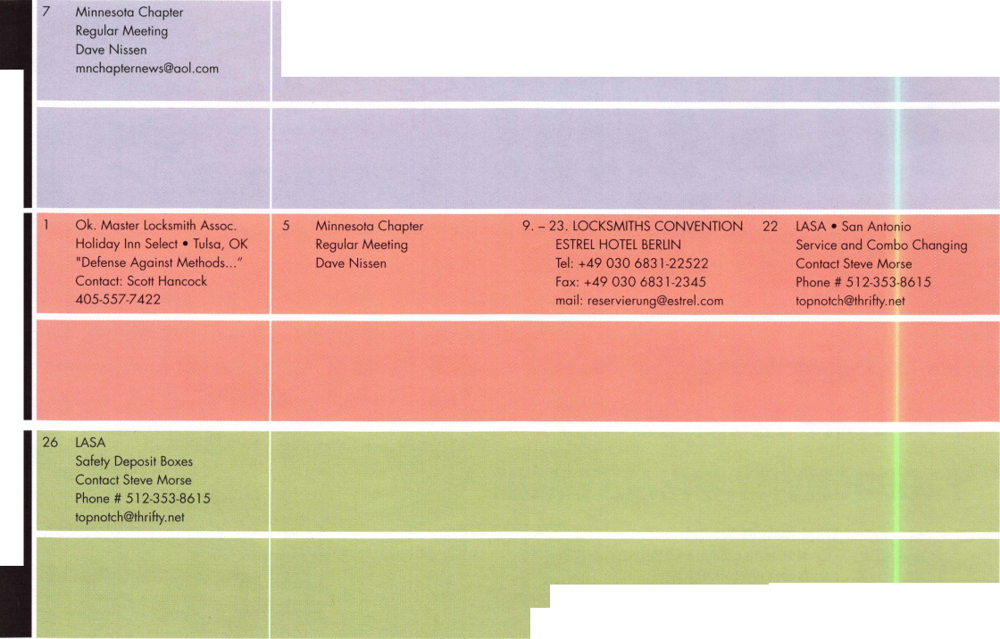 7 Minnesota Chapter
Regular Meeting
Dave Nissen
mnchapternews@aol.com
1 Ok. Master Locksmith Assoc.
Holiday Inn Select • Tulsa, OK
"Defense Against Methods..."
Contact: Scott Hancock
405-557-7422
5 Minnesota Chapter
Regular Meeting
Dave Nissen
9. – 23. LOCKSMITHS CONVENTION
ESTREL HOTEL BERLIN
Tel: +49 030 6831-22522
Fax: +49 030 6831-2345
mail: reservierung@estrel.com
22 LASA • San Antonio
Service and Combo Changing
Contact Steve Morse
Phone # 512-353-8615
topnotch@thrifty.net
26 LASA
Safety Deposit Boxes
Contact Steve Morse
Phone # 512-353-8615
topnotch@thrifty.net